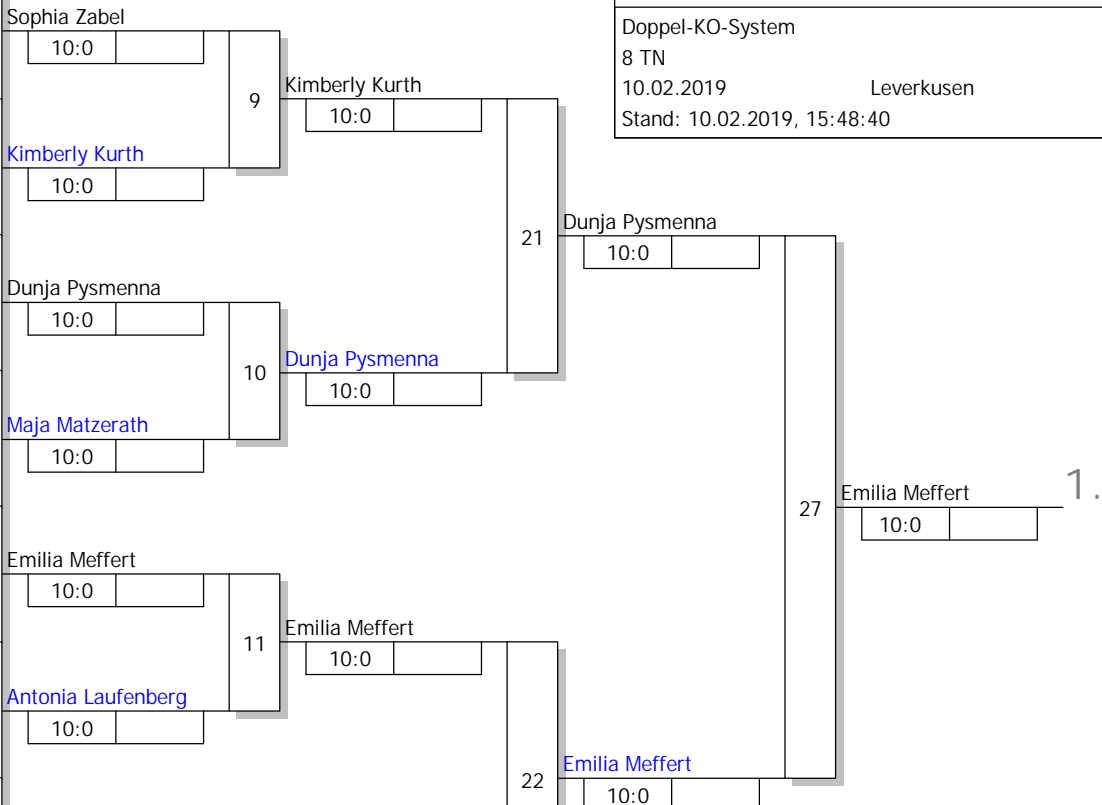 Sophia Zabel
10:0
Doppel-KO-System
8 TN
10.02.2019 Leverkusen
Stand: 10.02.2019, 15:48:40
9
Kimberly Kurth
10:0
Kimberly Kurth
10:0
21
Dunja Pysmenna
10:0
Dunja Pysmenna
10:0
10
Dunja Pysmenna
10:0
Maja Matzerath
10:0
27
Emilia Meffert
10:0
1.
Emilia Meffert
10:0
11
Emilia Meffert
10:0
Antonia Laufenberg
10:0
22
Emilia Meffert
10:0